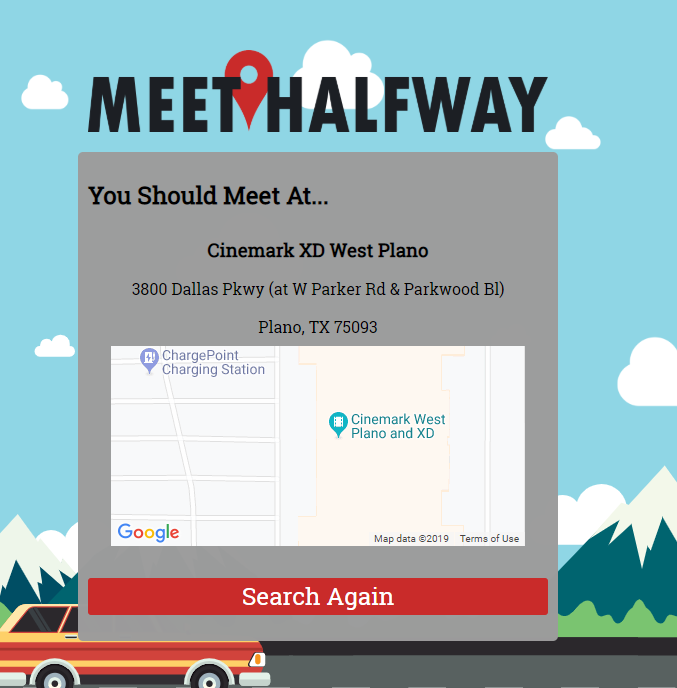 MEET HALFWAY
You Should Meet At...
Cinemark XD West Plano
3800 Dallas Pkwy (at W Parker Rd & Parkwood Bl)
Plano, TX 75093
ChargePoint
Charging Station
Cinemark West
Plano and XD
Google
Map data ©2019 Terms of Use
Search Again